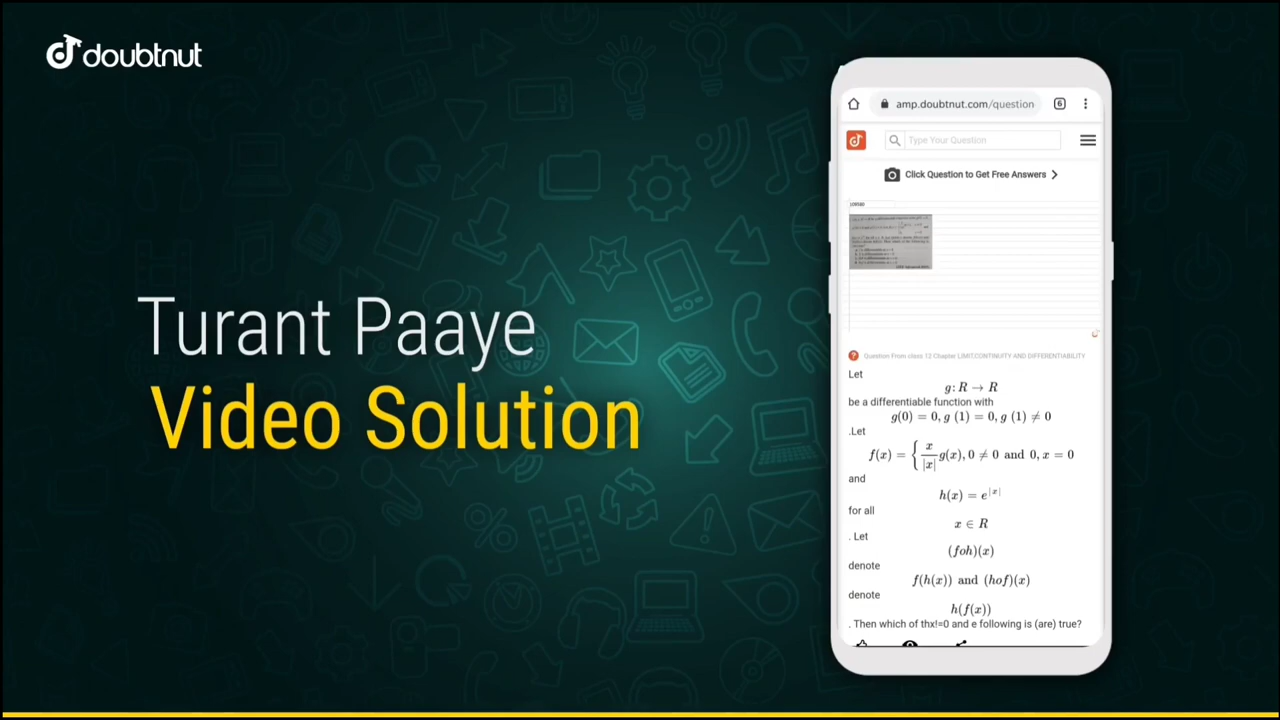 doubtnut
Turant Paaye
Video Solution
amp.doubtnut.com/question
6
Type Your Question
Click Question to Get Free Answers
Question From class 12 Chapter LIMIT,CONTINUITY AND DIFFERENTIABILITY
Let
g: R → R
be a differentiable function with
g(0) = 0, g (1) = 0, g (1) ≠ 0
.Let
f(x) = { x/|x| g(x), 0 ≠ 0 and 0, x = 0
and
h(x) = e^|x|
for all
x ∈ R
. Let
(foh)(x)
denote
f(h(x)) and (hof)(x)
denote
h(f(x))
. Then which of thx!=0 and e following is (are) true?